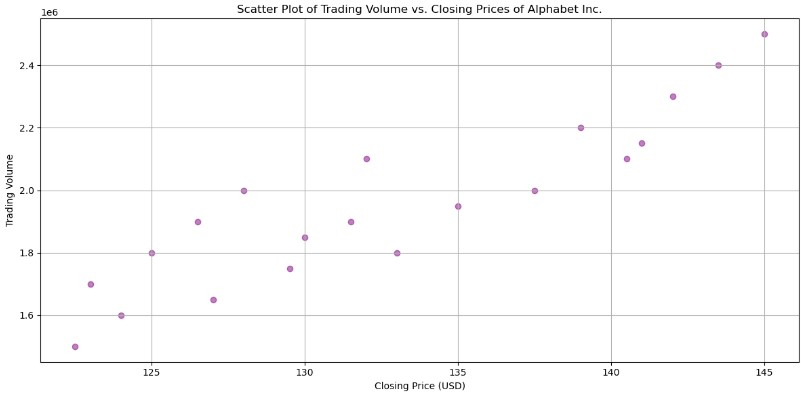 Scatter Plot of Trading Volume vs. Closing Prices of Alphabet Inc.
1e6
2.4
2.2
2.0
1.8
1.6
Trading Volume
125 130 135 140 145
Closing Price (USD)